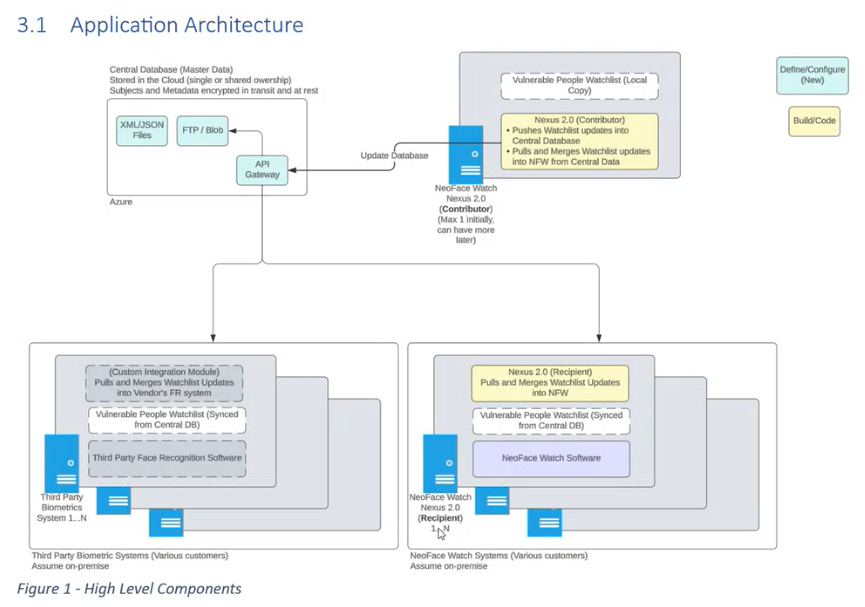 3.1 Application Architecture
Central Database (Master Data)
Stored in the Cloud (single or shared owership)
Subjects and Metadata encrypted in transit and at rest
XML/JSON
Files
FTP / Blob
API
Gateway
Azure
Update Database
Vulnerable People Watchlist (Local
Copy)
Nexus 2.0 (Contributor)
• Pushes Watchlist updates into
Central Database
• Pulls and Merges Watchlist updates
into NFW from Central Data
NeoFace Watch
Nexus 2.0
(Contributor)
(Max 1 initially,
can have more
later)
Define/Configure
(New)
Build/Code
(Custom Integration Module)
Pulls and Merges Watchlist Updates
into Vendor's FR system
Vulnerable People Watchlist (Synced
from Central DB)
Third Party Face Recognition Software
Third Party
Biometrics
System 1...N
Third Party Biometric Systems (Various customers)
Assume on-premise
Nexus 2.0 (Recipient)
Pulls and Merges Watchlist Updates
into NFW
Vulnerable People Watchlist (Synced
from Central DB)
NeoFace Watch Software
NeoFace Watch
Nexus 2.0
(Recipient)
1...N
NeoFace Watch Systems (Various customers)
Assume on-premise
Figure 1 - High Level Components